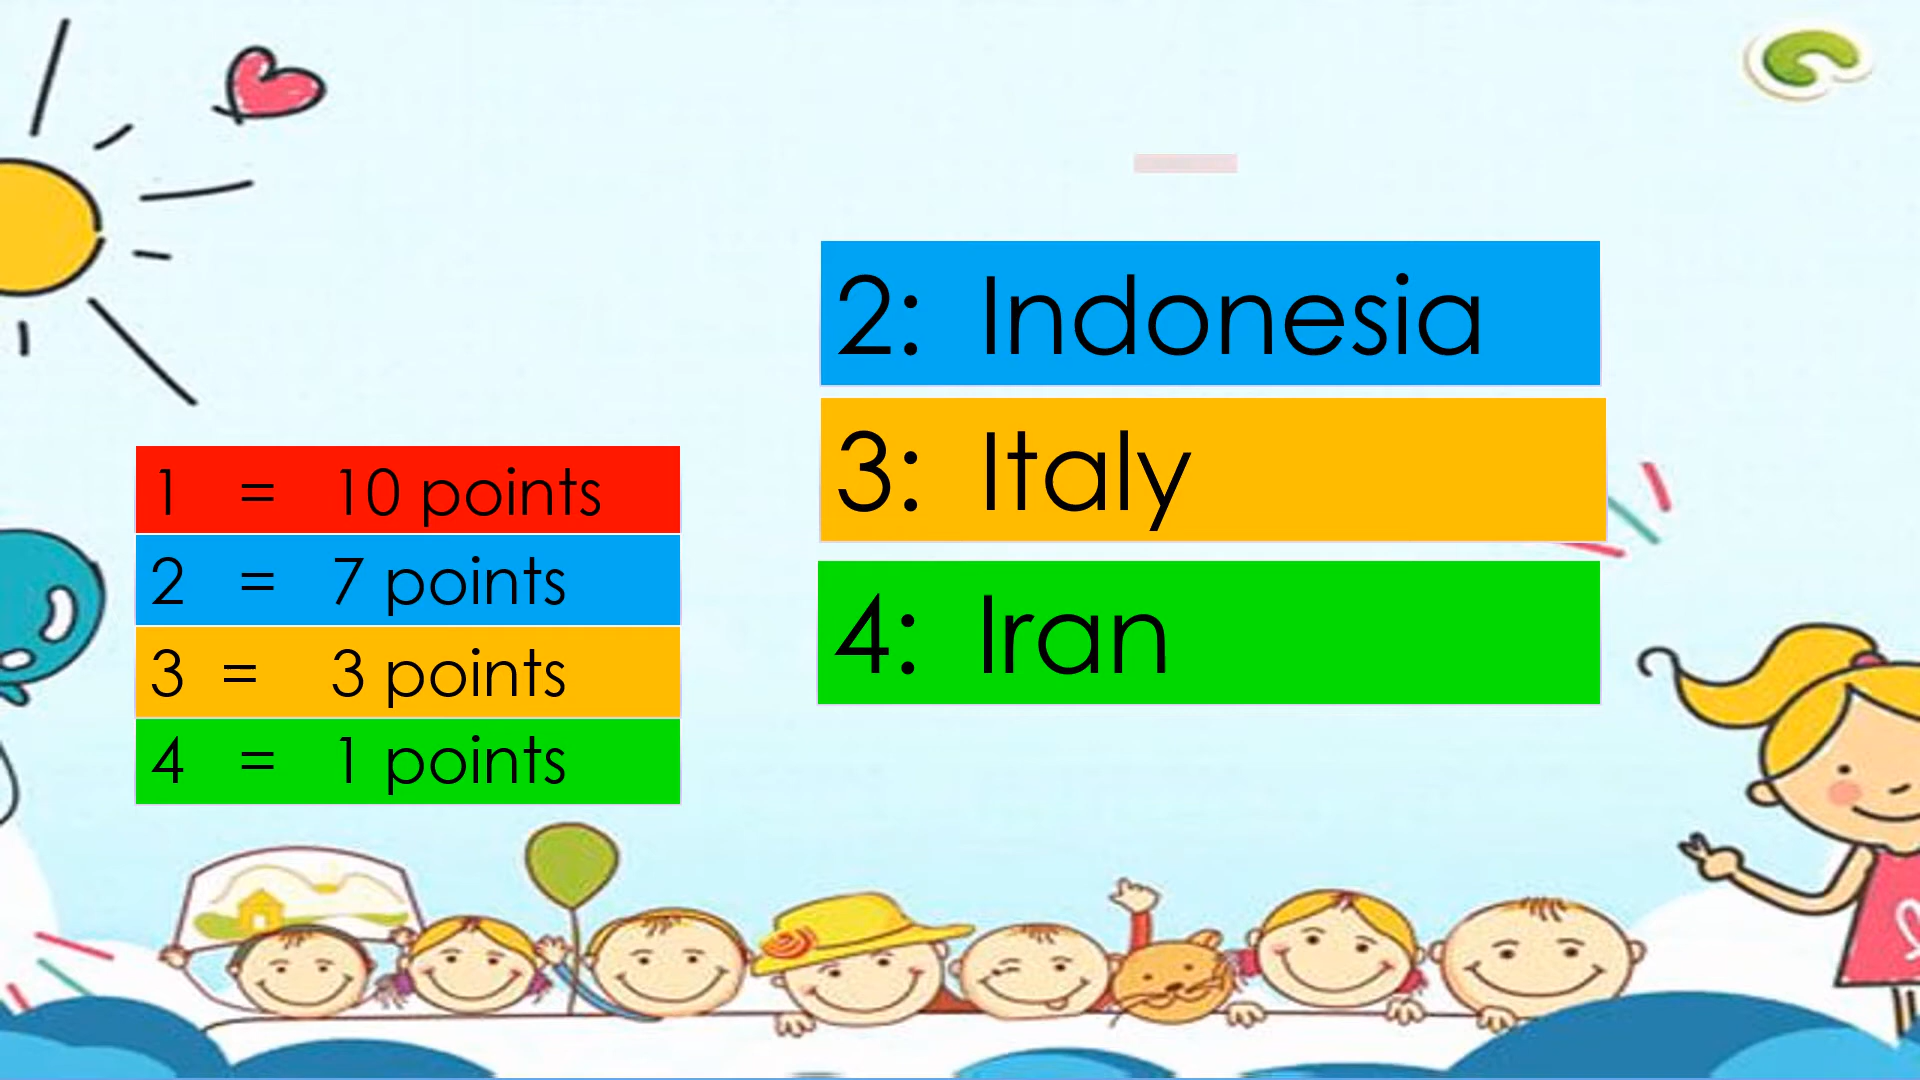 2: Indonesia
3: Italy
4: Iran
1 = 10 points
2 = 7 points
3 = 3 points
4 = 1 points